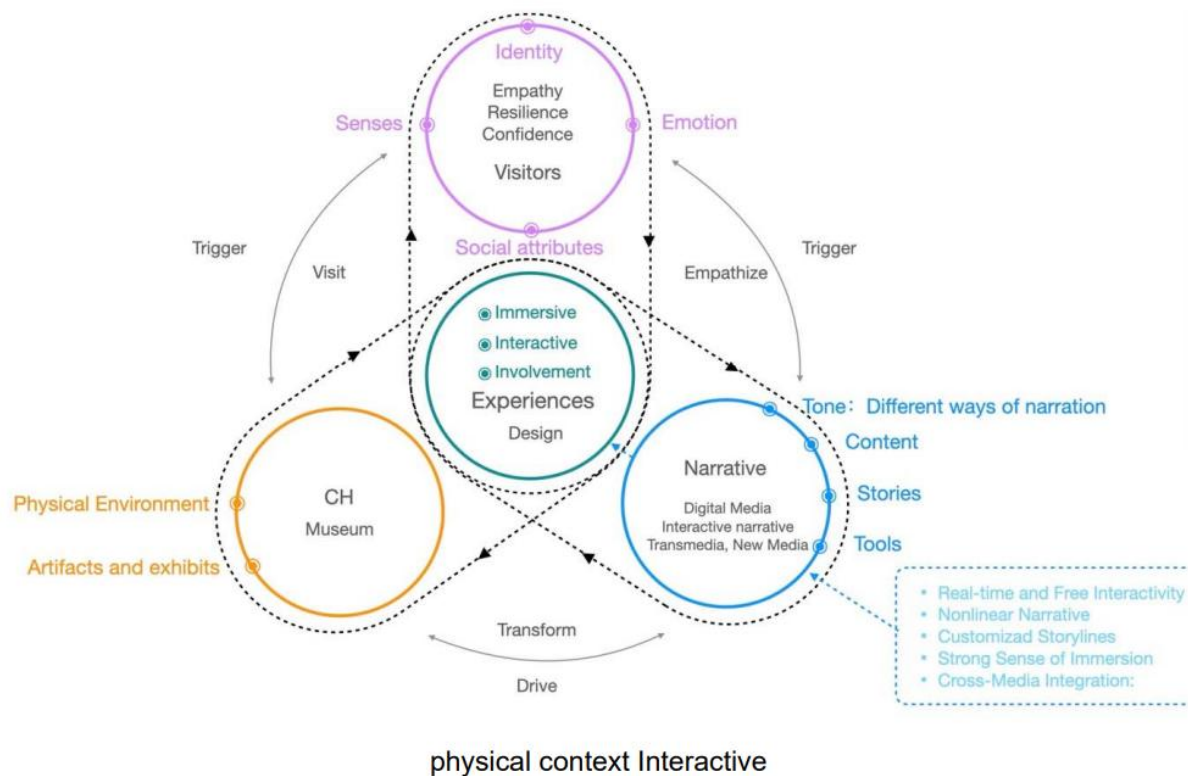 Identity
Empathy
Resilience
Confidence
Senses
Emotion
Visitors
Social attributes
Trigger
Visit
Empathize
Trigger
Immersive
Interactive
Involvement
Experiences
Design
Tone: Different ways of narration
Content
Stories
Tools
Narrative
Digital Media
Interactive narrative
Transmedia, New Media
CH
Museum
Physical Environment
Artifacts and exhibits
• Real-time and Free Interactivity
• Nonlinear Narrative
• Customizad Storylines
• Strong Sense of Immersion
• Cross-Media Integration:
Transform
Drive
physical context Interactive